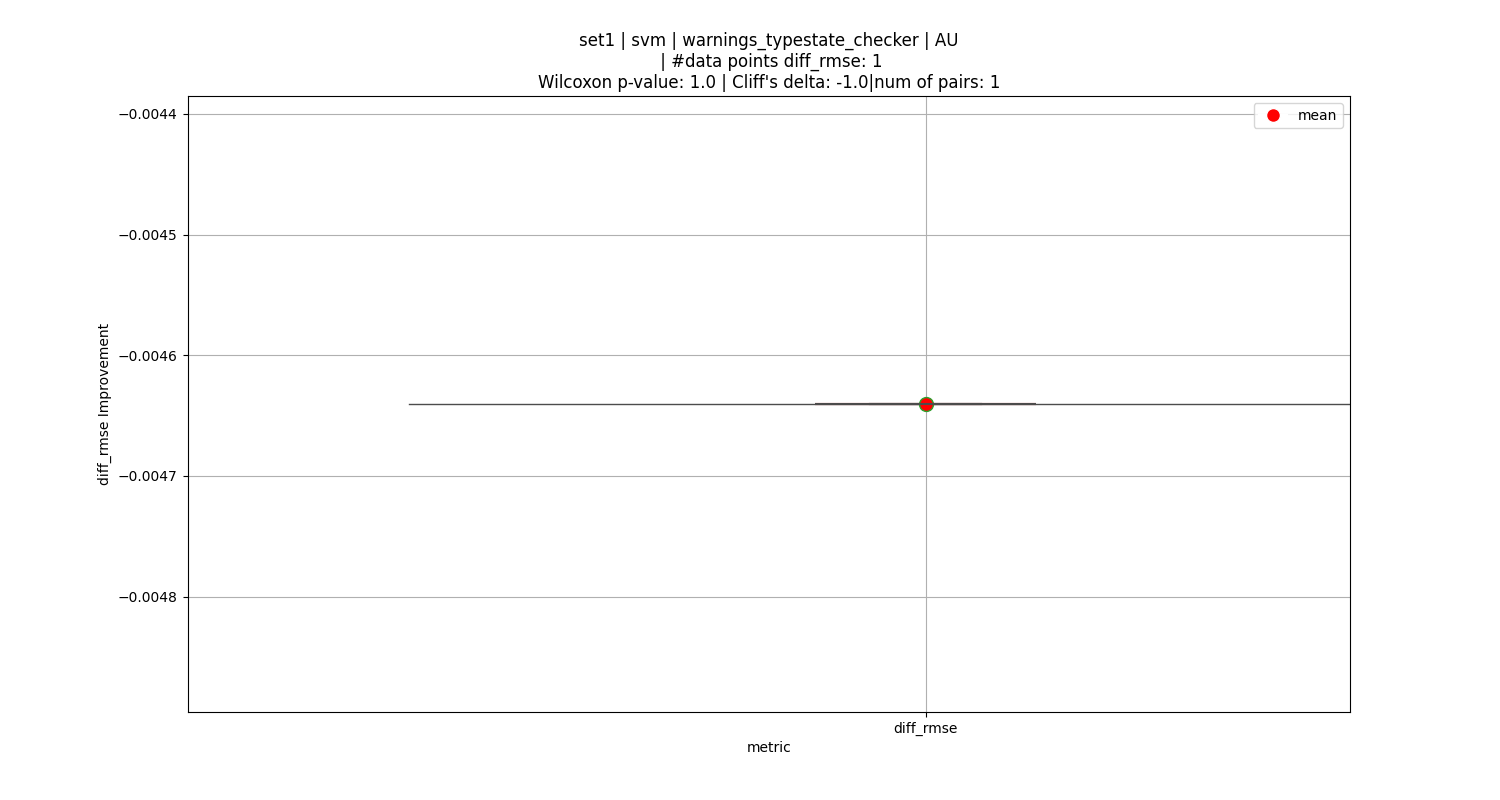 set1 | svm | warnings_typestate_checker | AU
| #data points diff_rmse: 1
Wilcoxon p-value: 1.0 | Cliff's delta: -1.0|num of pairs: 1
mean
−0.0044
−0.0045
−0.0046
−0.0047
−0.0048
diff_rmse Improvement
diff_rmse
metric